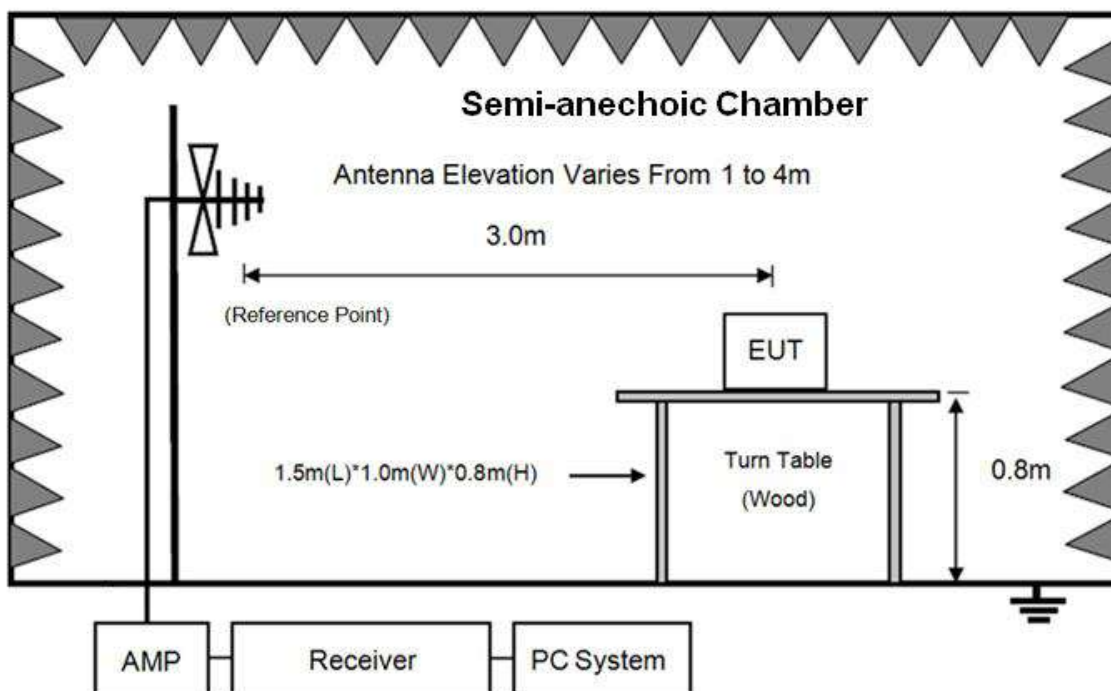 Semi-anechoic Chamber
Antenna Elevation Varies From 1 to 4m
3.0m
(Reference Point)
EUT
1.5m(L)*1.0m(W)*0.8m(H)
Turn Table
(Wood)
0.8m
AMP
Receiver
PC System